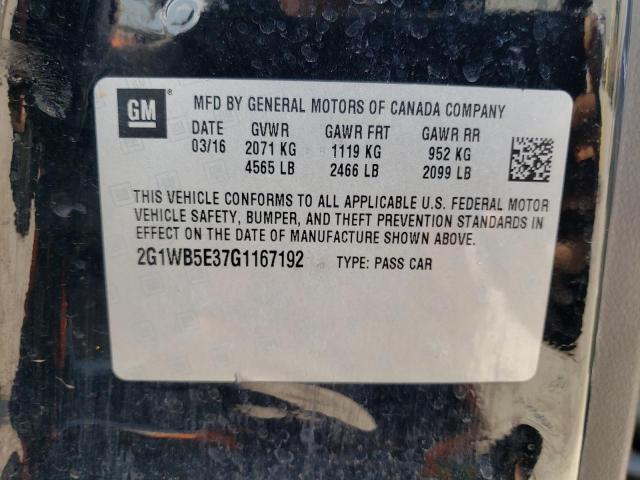 GM ® MFD BY GENERAL MOTORS OF CANADA COMPANY
DATE GVWR GAWR FRT GAWR RR
03/16 2071 KG 1119 KG 952 KG
4565 LB 2466 LB 2099 LB
THIS VEHICLE CONFORMS TO ALL APPLICABLE U.S. FEDERAL MOTOR
VEHICLE SAFETY, BUMPER, AND THEFT PREVENTION STANDARDS IN
EFFECT ON THE DATE OF MANUFACTURE SHOWN ABOVE.
2G1WB5E37G1167192 TYPE: PASS CAR